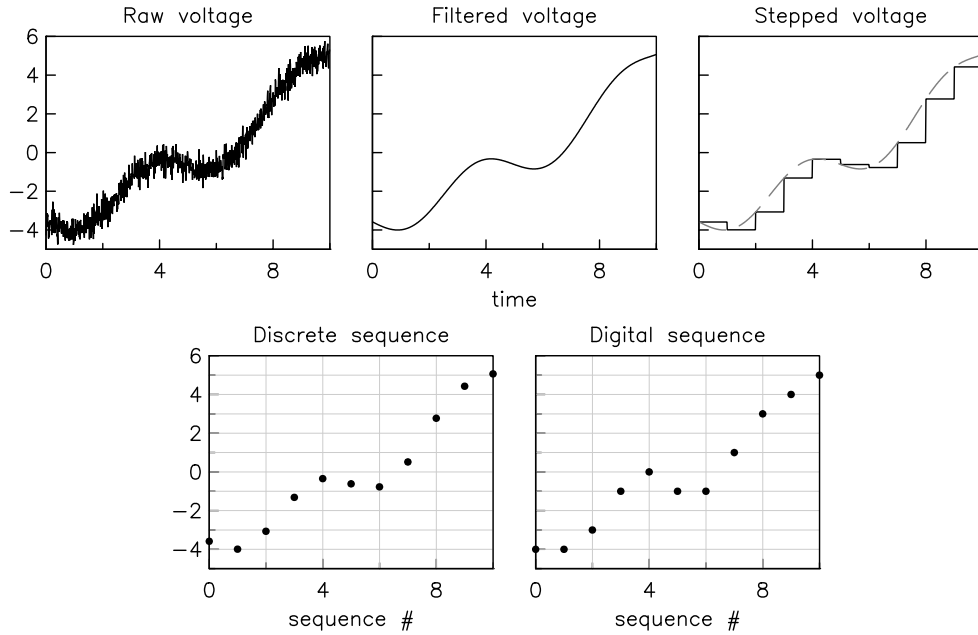 Raw voltage
Filtered voltage
Stepped voltage
6
4
2
0
−2
−4
0 4 8
0 4 8
0 4 8
time
Discrete sequence
Digital sequence
6
4
2
0
−2
−4
0 4 8
0 4 8
sequence #
sequence #